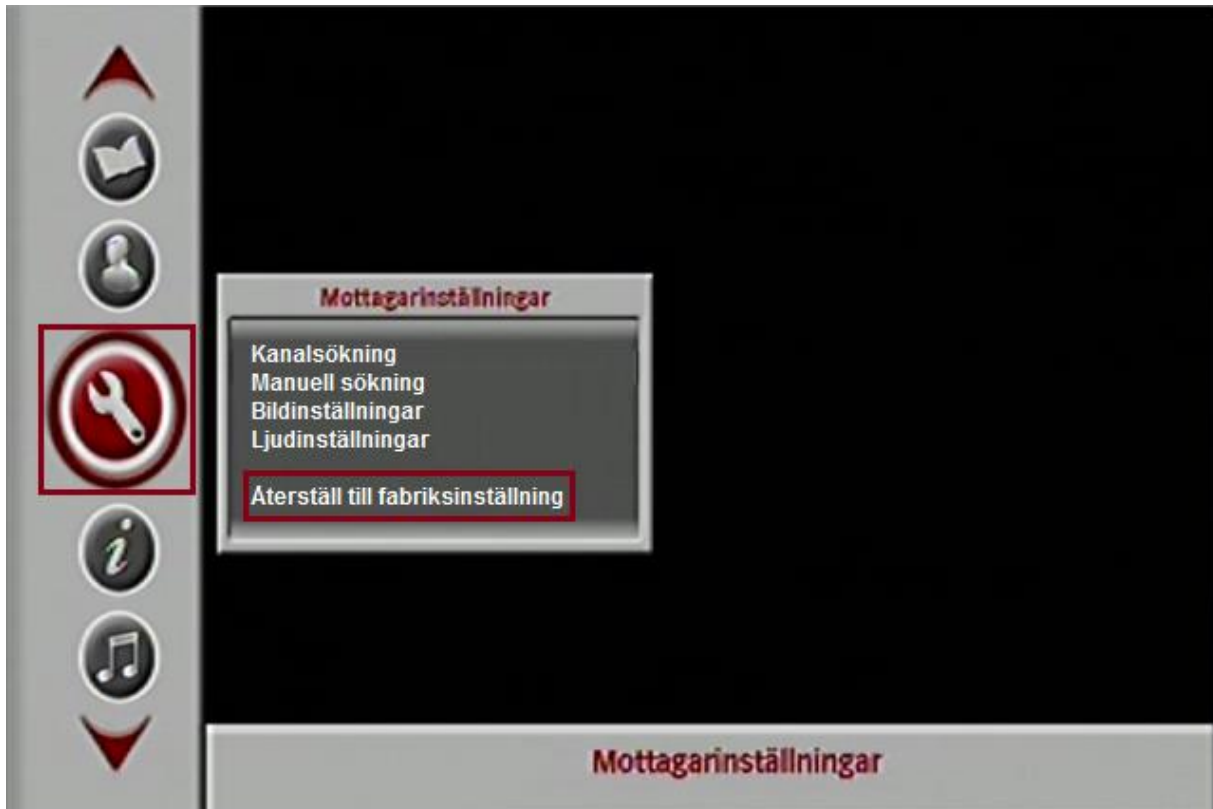 Mottagarinställningar
Kanalsökning
Manuell sökning
Bildinställningar
Ljudinställningar
Återställ till fabriksinställning
Mottagarinställningar